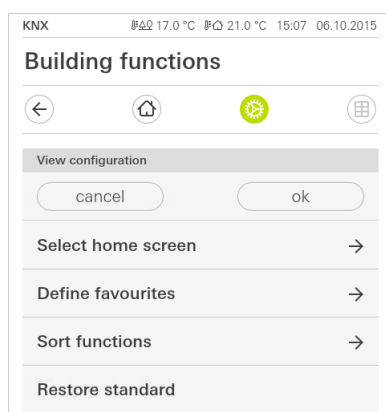 KNX 17.0 °C 21.0 °C 15:07 06.10.2015
Building functions
View configuration
cancel ok
Select home screen
Define favourites
Sort functions
Restore standard